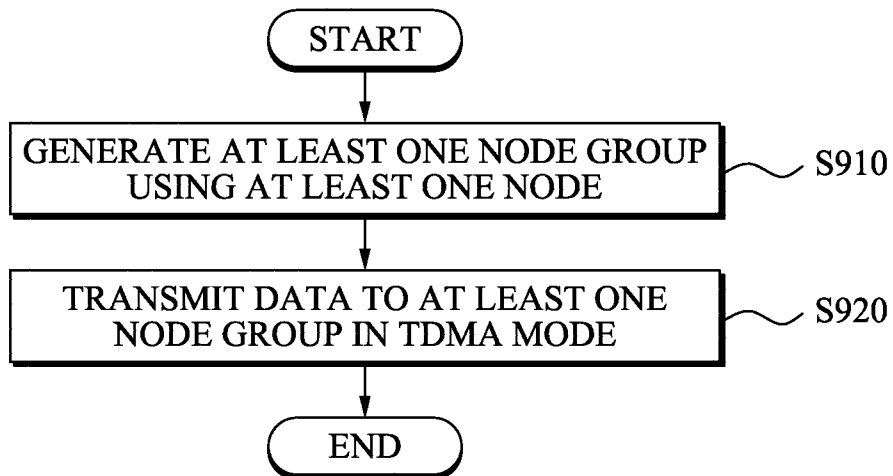 START
GENERATE AT LEAST ONE NODE GROUP
USING AT LEAST ONE NODE
S910
TRANSMIT DATA TO AT LEAST ONE
NODE GROUP IN TDMA MODE
S920
END